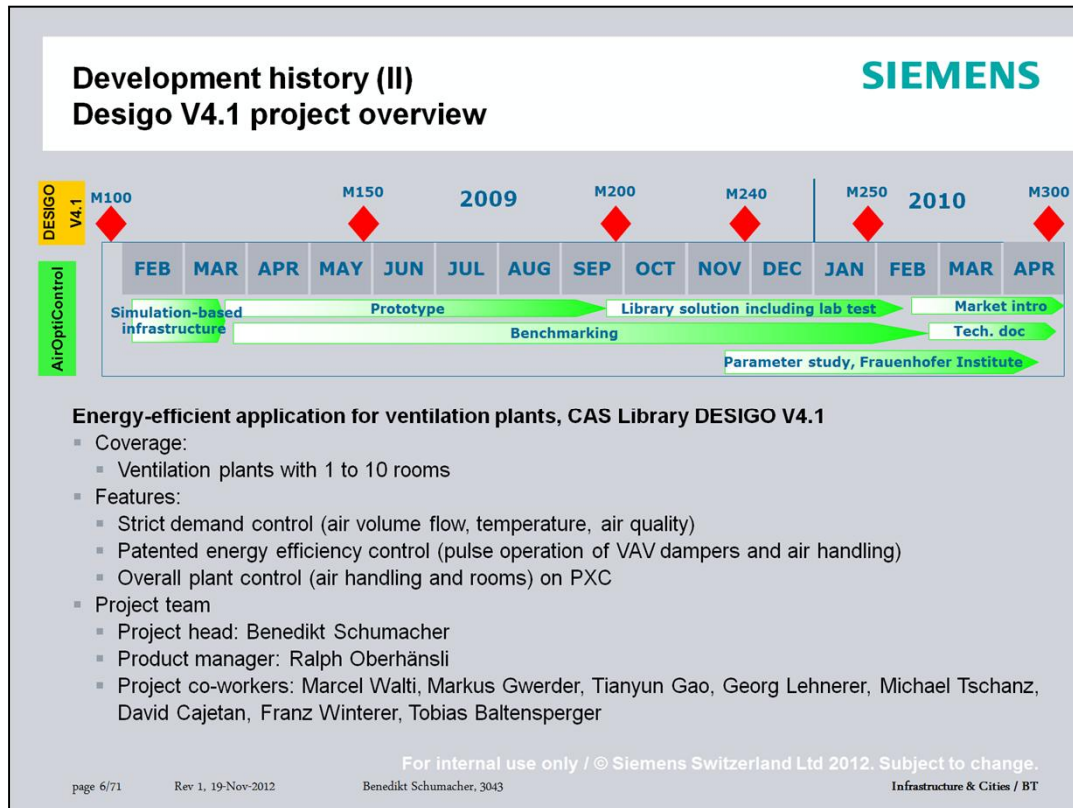 Development history (II)
Desigo V4.1 project overview
SIEMENS
DESIGO
V4.1
M100
M150
2009
M200
M240
M250
2010
M300
FEB MAR APR MAY JUN JUL AUG SEP OCT NOV DEC JAN FEB MAR APR
AirOptiControl
Simulation-based
infrastructure
Prototype
Library solution including lab test
Market intro
Benchmarking
Tech. doc
Parameter study, Frauenhofer Institute
Energy-efficient application for ventilation plants, CAS Library DESIGO V4.1
Coverage:
Ventilation plants with 1 to 10 rooms
Features:
Strict demand control (air volume flow, temperature, air quality)
Patented energy efficiency control (pulse operation of VAV dampers and air handling)
Overall plant control (air handling and rooms) on PXC
Project team
Project head: Benedikt Schumacher
Product manager: Ralph Oberhänsli
Project co-workers: Marcel Walti, Markus Gwerder, Tianyun Gao, Georg Lehnerer, Michael Tschanz,
David Cajetan, Franz Winterer, Tobias Baltensperger
For internal use only / © Siemens Switzerland Ltd 2012. Subject to change.
page 6/71 Rev 1, 19-Nov-2012 Benedikt Schumacher, 3043 Infrastructure & Cities / BT